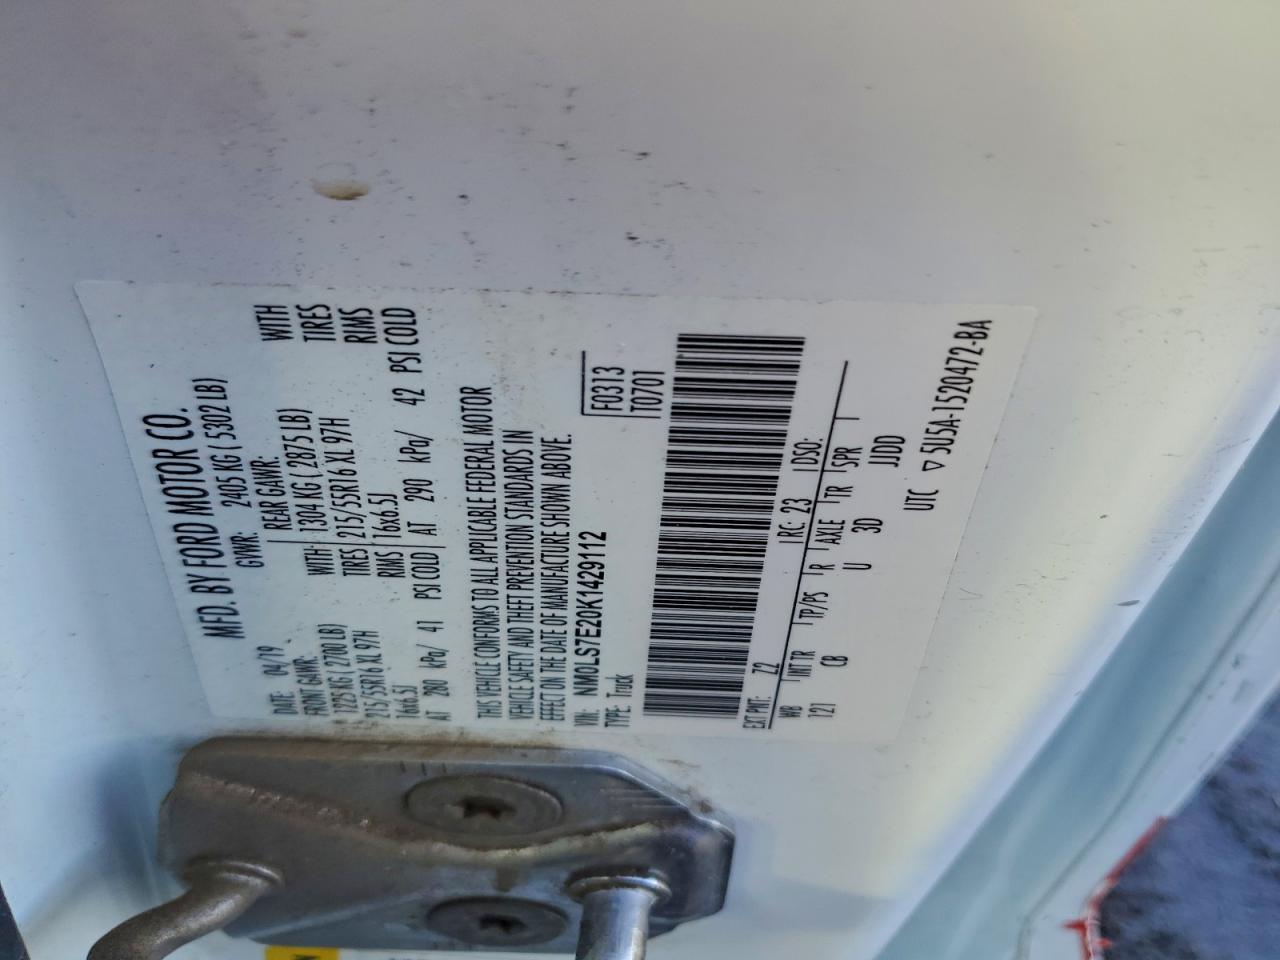 MFD. BY FORD MOTOR CO.
DATE: 04/19 GVWR: 2405 KG ( 5302 LB)
FRONT GAWR: REAR GAWR:
1225 KG ( 2700 LB) WITH 1304 KG ( 2875 LB) WITH
215/55R16 XL 97H TIRES 215/55R16 XL 97H TIRES
16x6.5J RIMS 16x6.5J RIMS
AT 280 kPa/ 41 PSI COLD AT 290 kPa/ 42 PSI COLD
THIS VEHICLE CONFORMS TO ALL APPLICABLE FEDERAL MOTOR
VEHICLE SAFETY AND THEFT PREVENTION STANDARDS IN
EFFECT ON THE DATE OF MANUFACTURE SHOWN ABOVE.
VIN: NM0LS7E20K1429112
TYPE: Truck
F0313
T0701
EXT PNT: Z2 RC: 23 DSO:
WB INT TR TP/PS R AXLE TR SPR
121 CB U 3D JJDD
UTC ▽ 5U5A-1520472-BA